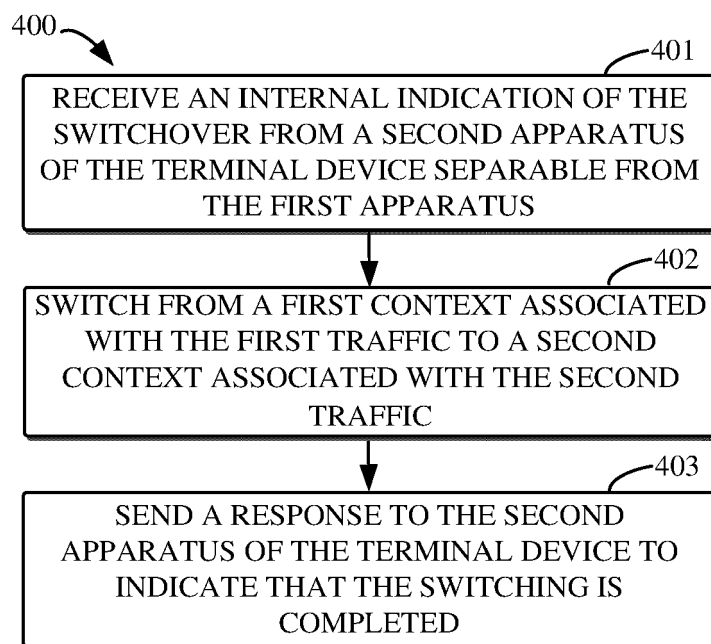 400
401
RECEIVE AN INTERNAL INDICATION OF THE
SWITCHOVER FROM A SECOND APPARATUS
OF THE TERMINAL DEVICE SEPARABLE FROM
THE FIRST APPARATUS
402
SWITCH FROM A FIRST CONTEXT ASSOCIATED
WITH THE FIRST TRAFFIC TO A SECOND
CONTEXT ASSOCIATED WITH THE SECOND
TRAFFIC
403
SEND A RESPONSE TO THE SECOND
APPARATUS OF THE TERMINAL DEVICE TO
INDICATE THAT THE SWITCHING IS
COMPLETED